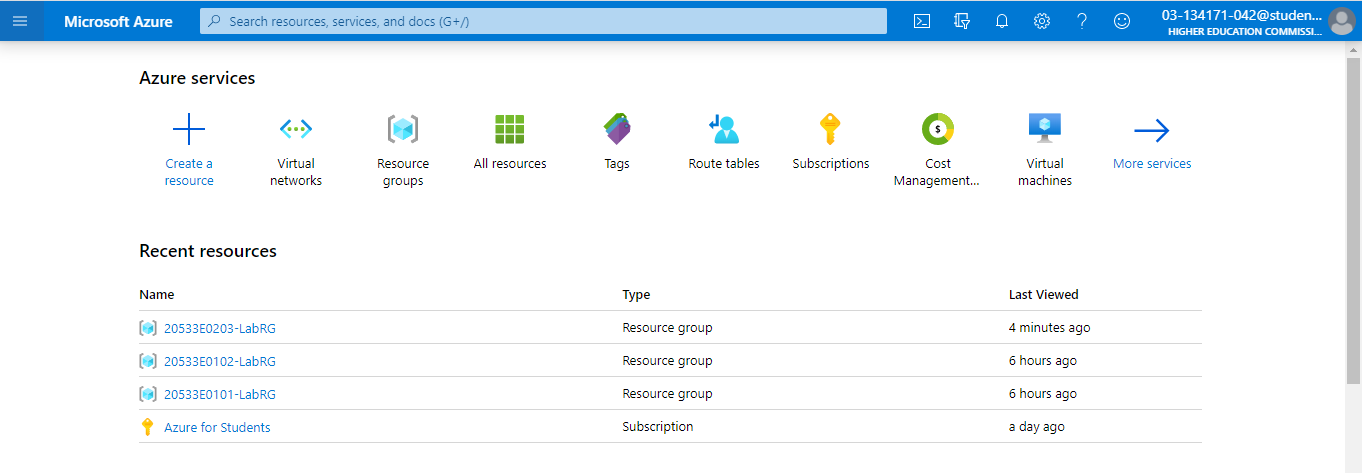 Microsoft Azure
Search resources, services, and docs (G+/)
03-134171-042@studen...
HIGHER EDUCATION COMMISSI...
Azure services
Create a resource
Virtual networks
Resource groups
All resources
Tags
Route tables
Subscriptions
Cost Management...
Virtual machines
More services
Recent resources
Name Type Last Viewed
20533E0203-LabRG Resource group 4 minutes ago
20533E0102-LabRG Resource group 6 hours ago
20533E0101-LabRG Resource group 6 hours ago
Azure for Students Subscription a day ago